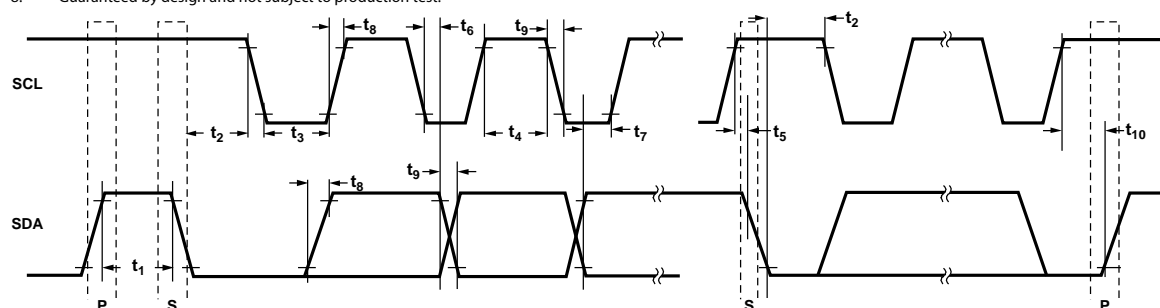 Guaranteed by design and not subject to production test.
t8 t6 t9 t2
SCL
t2 t3 t4 t7 t5 t10
t9 t8
SDA
t1
P S S P